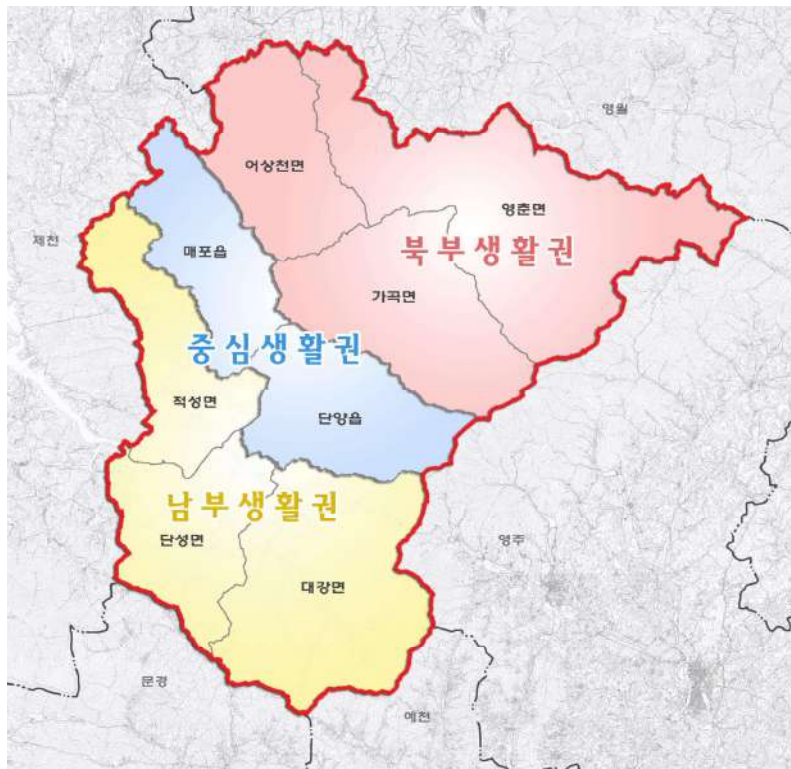 영월
어상천면
영춘면
제천
매포읍
북부생활권
가곡면
중심생활권
적성면
단양읍
남부생활권
단성면
영주
대강면
문경
예천